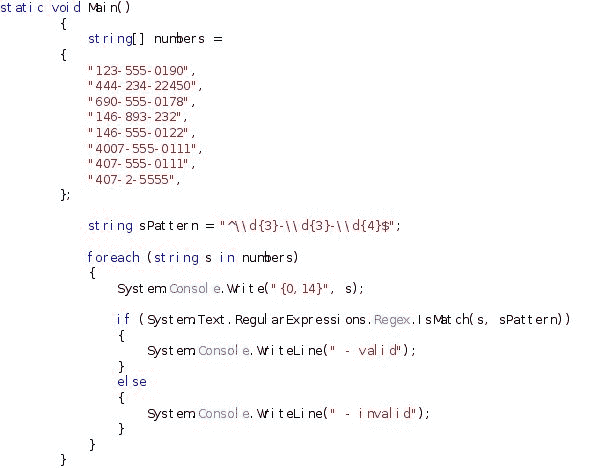 static void Main()
{
string[] numbers =
{
"123-555-0190",
"444-234-22450",
"690-555-0178",
"146-893-232",
"146-555-0122",
"4007-555-0111",
"407-555-0111",
"407-2-5555",
};
string sPattern = "^\\d{3}-\\d{3}-\\d{4}$";
foreach (string s in numbers)
{
System.Console.Write("{0,14}", s);
if (System.Text.RegularExpressions.Regex.IsMatch(s, sPattern))
{
System.Console.WriteLine(" - valid");
}
else
{
System.Console.WriteLine(" - invalid");
}
}
}